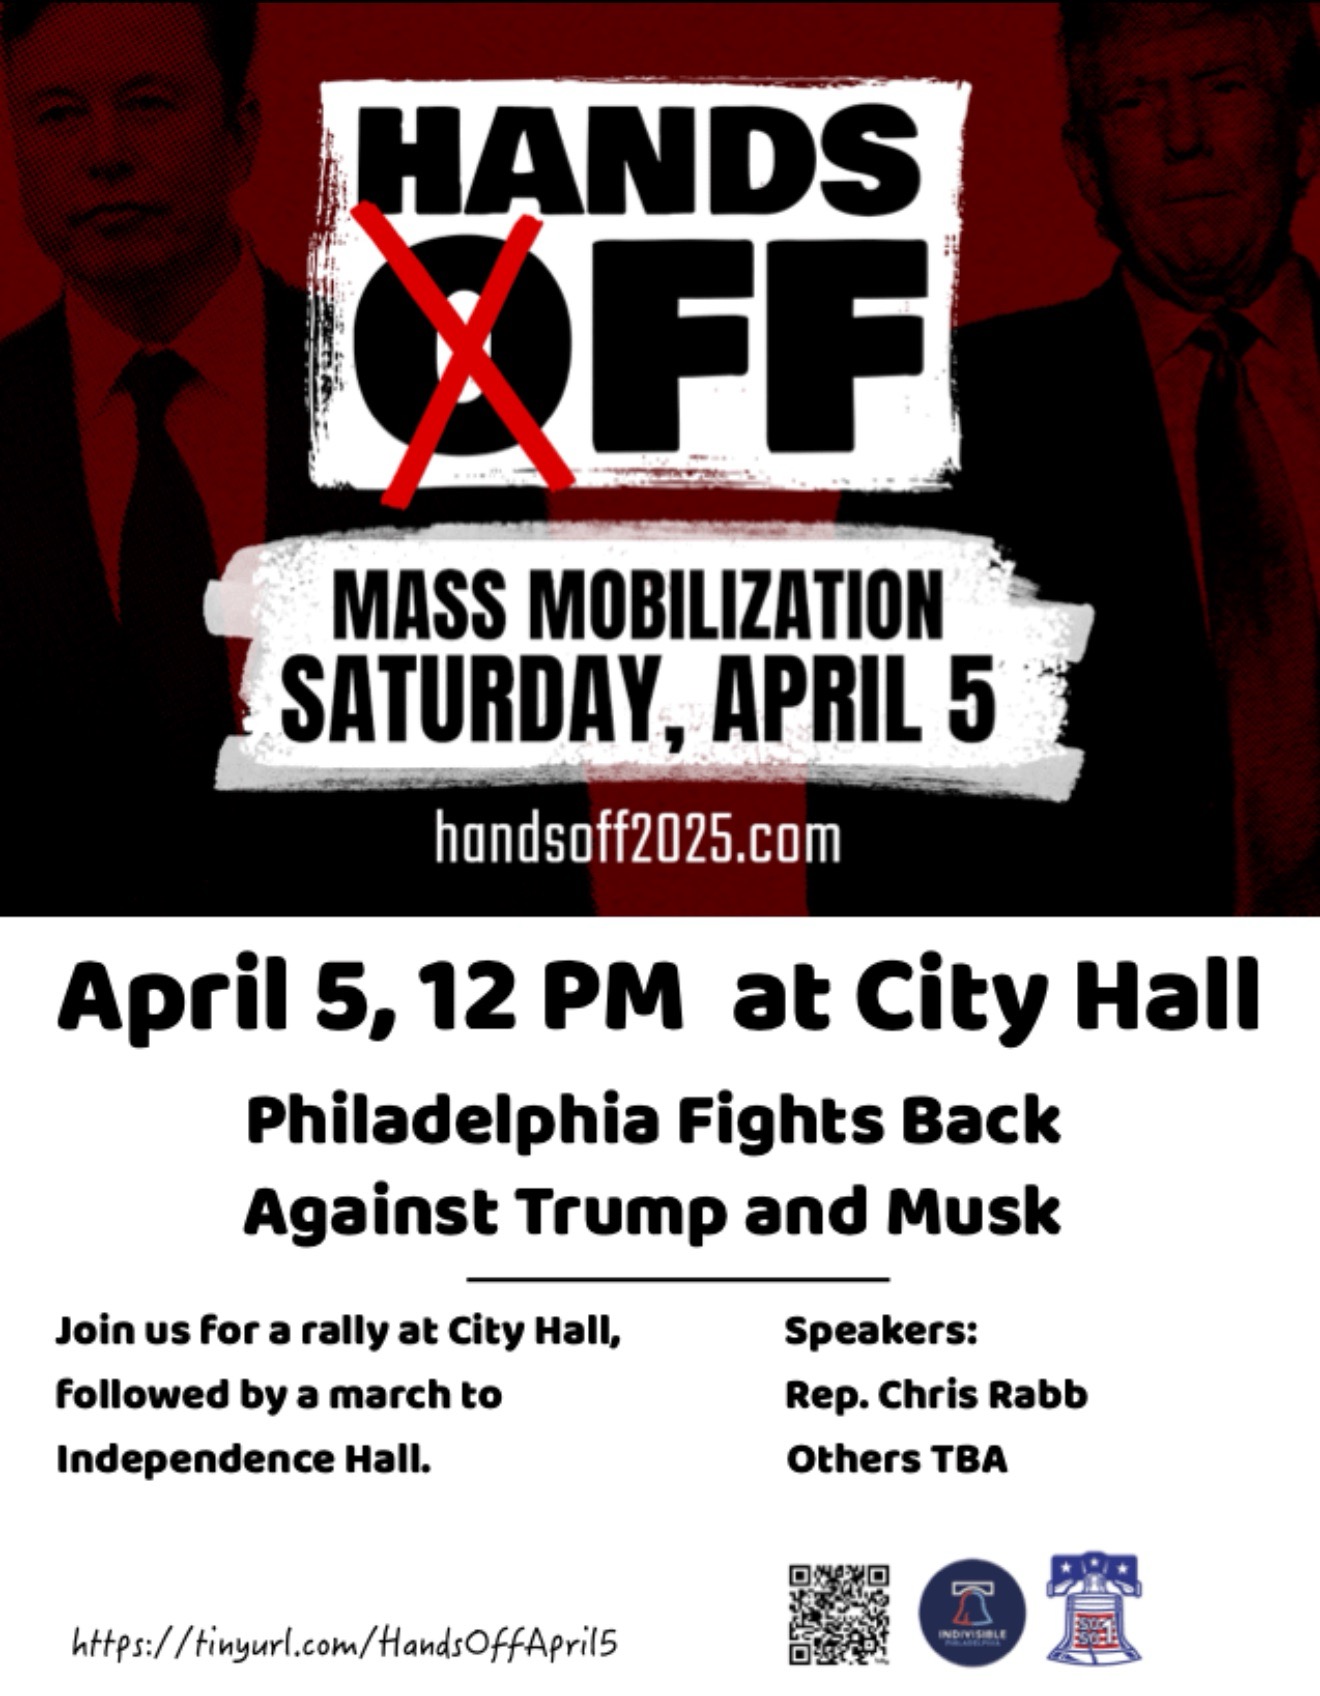 HANDS
OFF
MASS MOBILIZATION
SATURDAY, APRIL 5
handsoff2025.com
April 5, 12 PM at City Hall
Philadelphia Fights Back
Against Trump and Musk
Join us for a rally at City Hall,
followed by a march to
Independence Hall.
Speakers:
Rep. Chris Rabb
Others TBA
https://tinyurl.com/HandsOffApril5
INDIVISIBLE
PHILADELPHIA